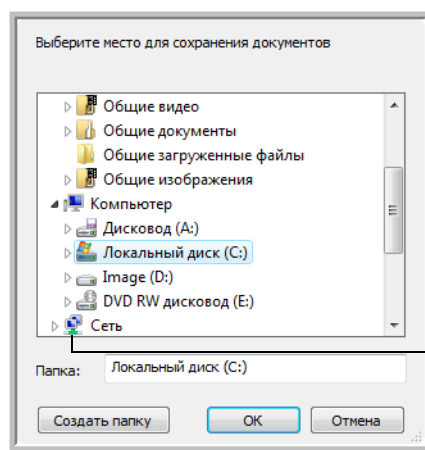 Выберите место для сохранения документов
Общие видео
Общие документы
Общие загруженные файлы
Общие изображения
Компьютер
Дисковод (A:)
Локальный диск (C:)
Image (D:)
DVD RW дисковод (E:)
Сеть
Папка: Локальный диск (C:)
Создать папку ОК Отмена